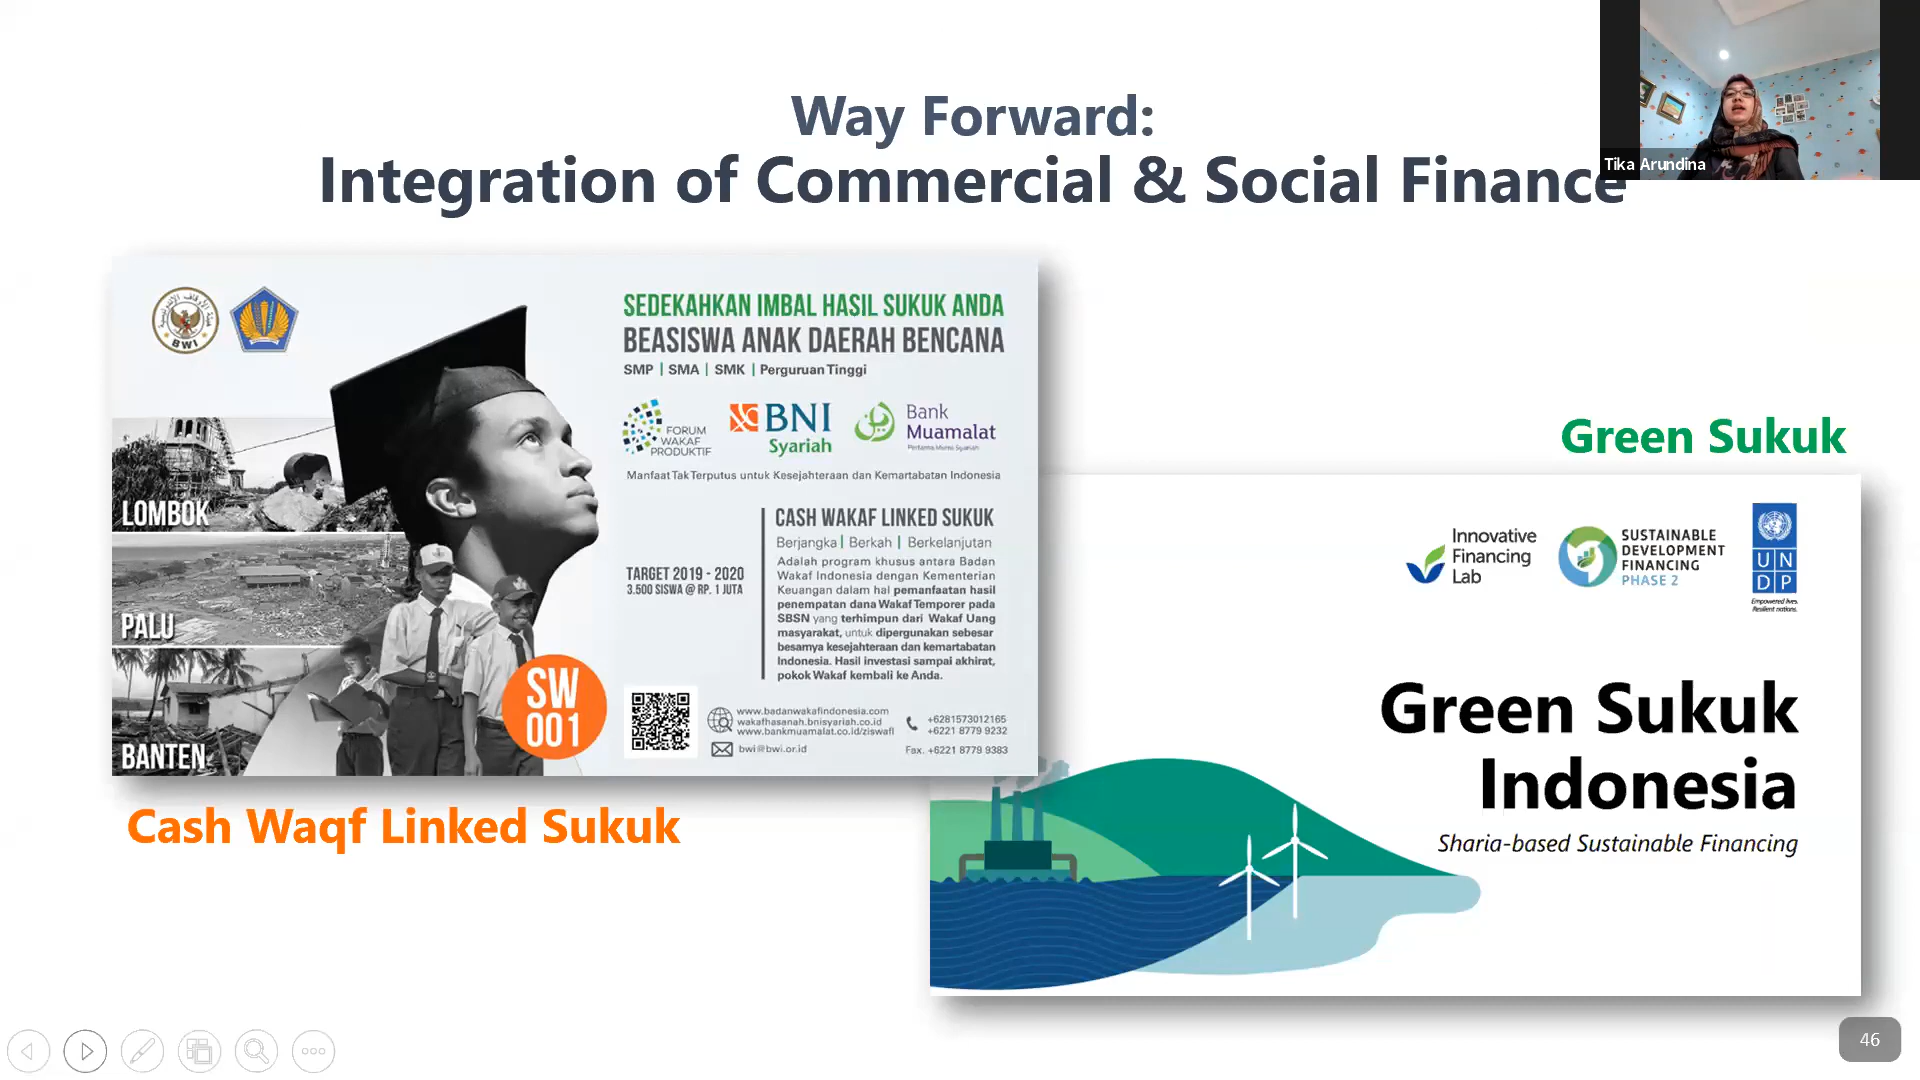 Way Forward:
Integration of Commercial & Social Finance
Tika Arundina
BWI
SEDEKAHKAN IMBAL HASIL SUKUK ANDA
BEASISWA ANAK DAERAH BENCANA
SMP | SMA | SMK | Perguruan Tinggi
FORUM
WAKAF
PRODUKTIF
BNI
Syariah
Bank
Muamalat
Pertama Murni Syariah
Manfaat Tak Terputus untuk Kesejahteraan dan Kemartabatan Indonesia
LOMBOK
PALU
BANTEN
TARGET 2019 - 2020
3.500 SISWA @ RP. 1 JUTA
CASH WAKAF LINKED SUKUK
Berjangka | Berkah | Berkelanjutan
Adalah program khusus antara Badan
Wakaf Indonesia dengan Kementerian
Keuangan dalam hal pemanfaatan hasil
penempatan dana Wakaf Temporer pada
SBSN yang terhimpun dari Wakaf Uang
masyarakat, untuk dipergunakan sebesar
besarnya kesejahteraan dan kemartabatan
Indonesia. Hasil investasi sampai akhirat,
pokok Wakaf kembali ke Anda.
SW
001
www.badanwakafindonesia.com
wakafhasanah.bnisyariah.co.id
www.bankmuamalat.co.id/ziswafl
bwi@bwi.or.id
+6281573012165
+6221 8779 9232
Fax. +6221 8779 9383
Cash Waqf Linked Sukuk
Green Sukuk
Innovative
Financing
Lab
SUSTAINABLE
DEVELOPMENT
FINANCING
PHASE 2
U N
D P
Empowered lives.
Resilient nations.
Green Sukuk
Indonesia
Sharia-based Sustainable Financing
46